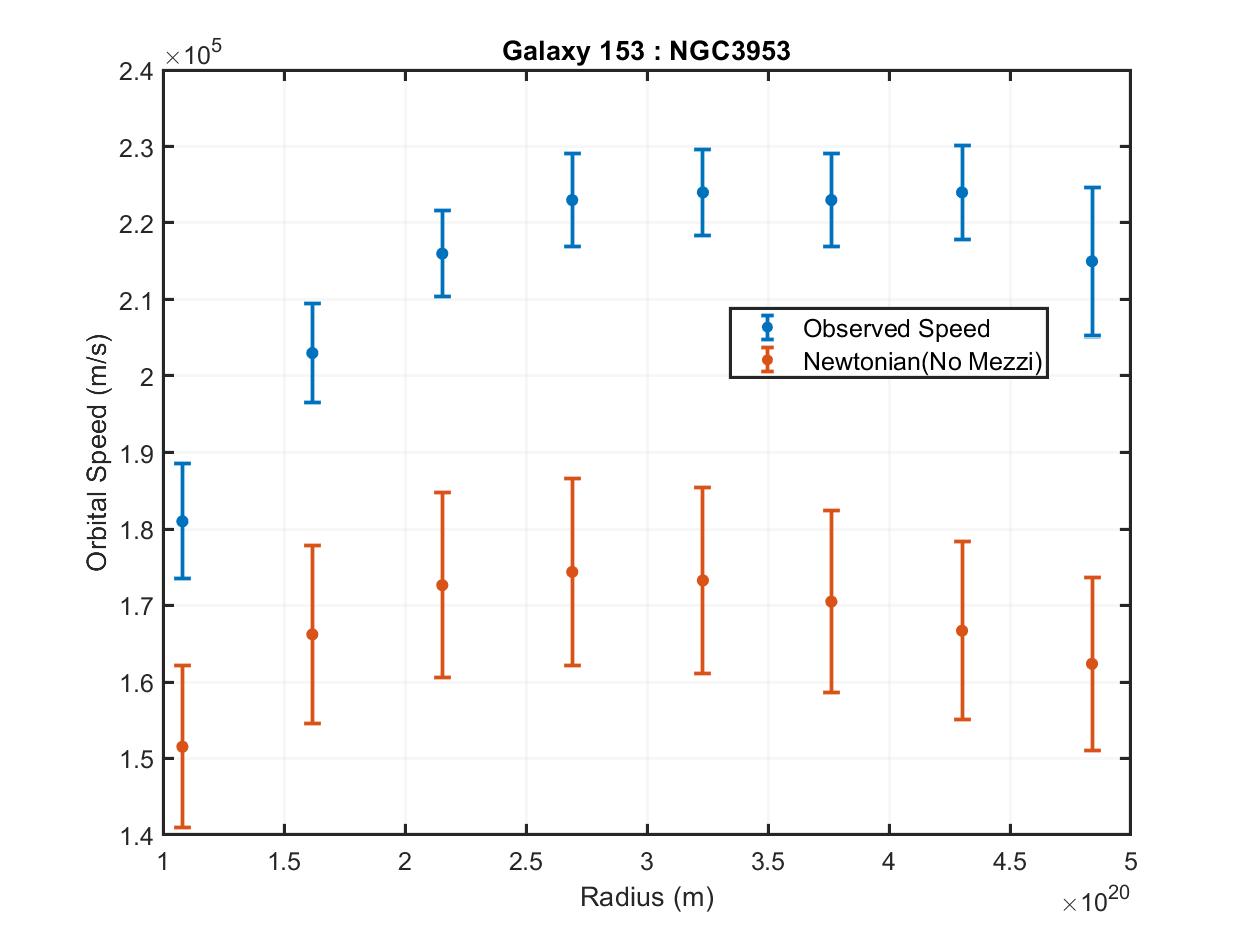 ×10^5
Galaxy 153 : NGC3953
2.4
2.3
2.2
2.1
2
1.9
1.8
1.7
1.6
1.5
1.4
Orbital Speed (m/s)
Observed Speed
Newtonian(No Mezzi)
1 1.5 2 2.5 3 3.5 4 4.5 5
Radius (m)
×10^20